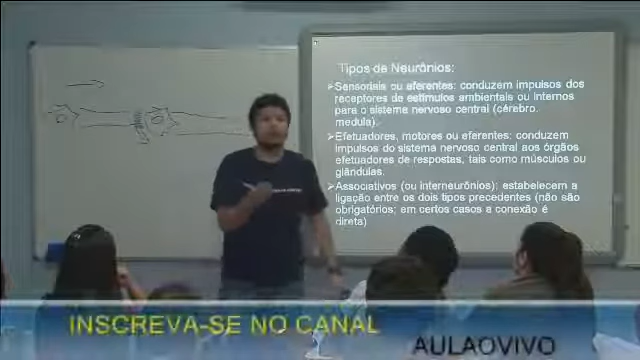 Tipos de Neurônios:
➢Sensoriais ou aferentes: conduzem impulsos dos
receptores de estímulos ambientais ou internos
para o sistema nervoso central (cérebro.
medula).
➢Efetuadores, motores ou eferentes: conduzem
impulsos do sistema nervoso central aos órgãos
efetuadores de respostas, tais como músculos ou
glândulas.
➢Associativos (ou interneurônios): estabelecem a
ligação entre os dois tipos precedentes (não são
obrigatórios; em certos casos a conexão é
direta)
INSCREVA-SE NO CANAL
AULAOVIVO